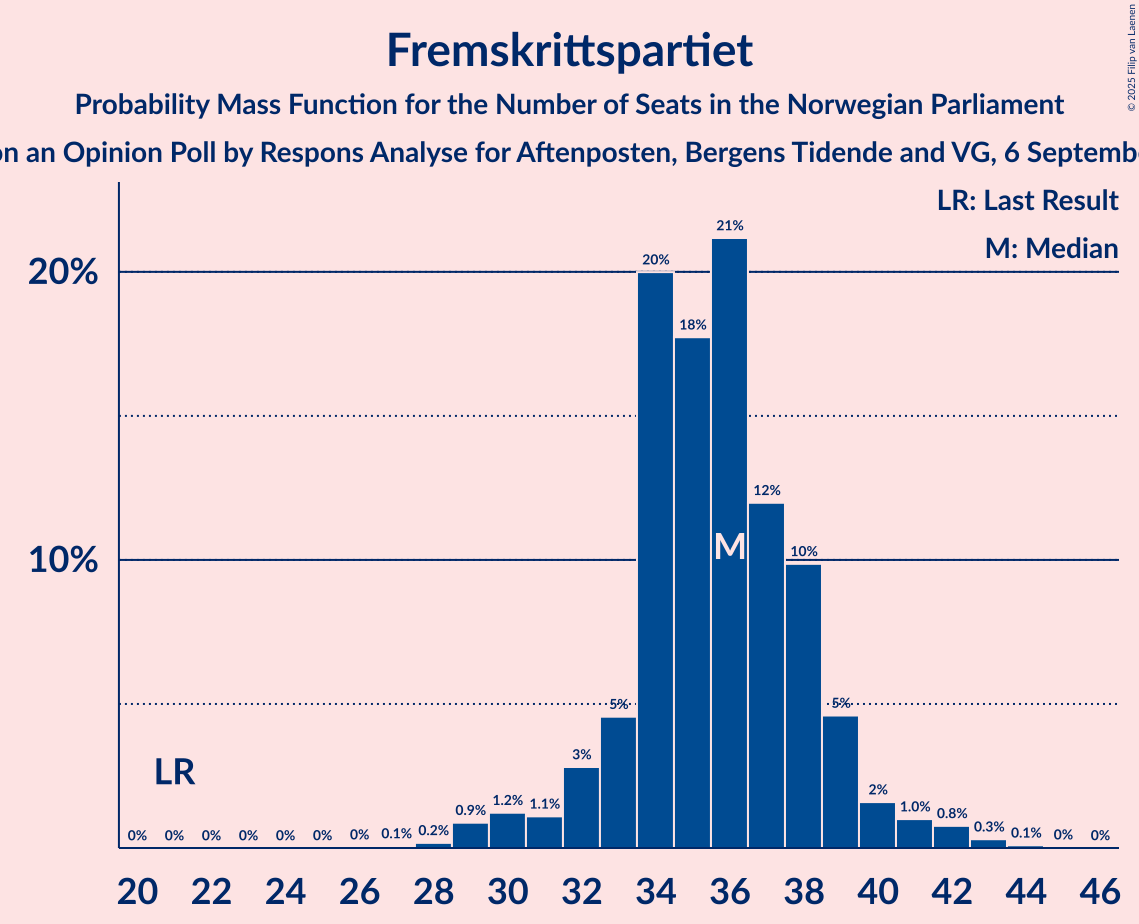 Fremskrittspartiet
Probability Mass Function for the Number of Seats in the Norwegian Parliament
on an Opinion Poll by Respons Analyse for Aftenposten, Bergens Tidende and VG, 6 Septembe
© 2025 Filip van Laenen
LR: Last Result
M: Median
20%
10%
0% 0% 0% 0% 0% 0% 0% 0.1% 0.2% 0.9% 1.2% 1.1% 3% 5% 20% 18% 21% 12% 10% 5% 2% 1.0% 0.8% 0.3% 0.1% 0% 0%
LR
M
20 22 24 26 28 30 32 34 36 38 40 42 44 46